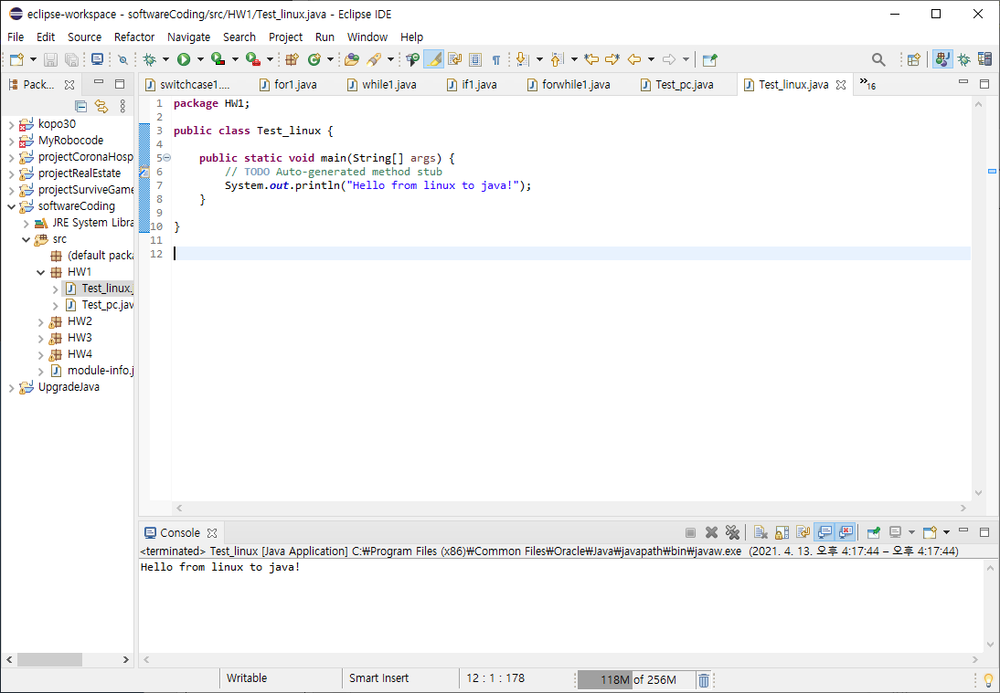 eclipse-workspace - softwareCoding/src/HW1/Test_linux.java - Eclipse IDE
File Edit Source Refactor Navigate Search Project Run Window Help
Pack...
switchcase1.... for1.java while1.java if1.java forwhile1.java Test_pc.java Test_linux.java »16
kopo30
MyRobocode
projectCoronaHosp
projectRealEstate
projectSurviveGame
softwareCoding
JRE System Libra
src
(default packa
HW1
Test_linux.
Test_pc.jav
HW2
HW3
HW4
module-info.j
UpgradeJava
1 package HW1;
2
3 public class Test_linux {
4
5 public static void main(String[] args) {
6 // TODO Auto-generated method stub
7 System.out.println("Hello from linux to java!");
8 }
9
10 }
11
12
Console
<terminated> Test_linux [Java Application] C:₩Program Files (x86)₩Common Files₩Oracle₩Java₩javapath₩bin₩javaw.exe (2021. 4. 13. 오후 4:17:44 – 오후 4:17:44)
Hello from linux to java!
Writable Smart Insert 12 : 1 : 178 118M of 256M